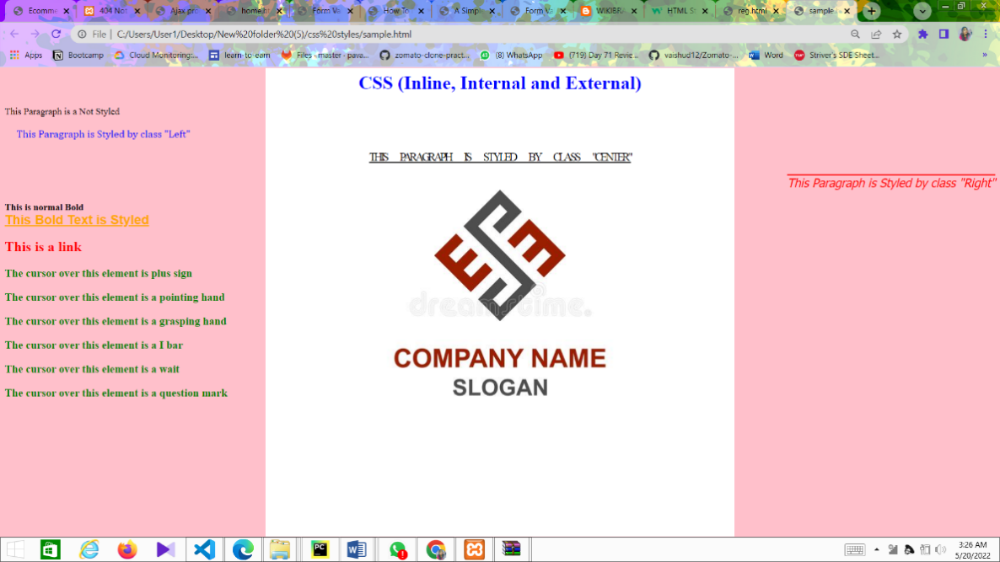 Ecomme
404 Not
Ajax pro
home.ht
Form Va
How To
A Simpl
Form Va
WIKIBR
HTML St
reg.html
sample
File | C:/Users/User1/Desktop/New%20folder%20(5)/css%20styles/sample.html
Apps
Bootcamp
Cloud Monitoring:...
learn-to-earn
Files · master · pava...
zomato-clone-pract...
(8) WhatsApp
(719) Day 71 Revie...
vaishud12/Zomato-...
Word
Striver's SDE Sheet...
»
CSS (Inline, Internal and External)
This Paragraph is a Not Styled
This Paragraph is Styled by class "Left"
THIS PARAGRAPH IS STYLED BY CLASS "CENTER"
This Paragraph is Styled by class "Right"
This is normal Bold
This Bold Text is Styled
This is a link
The cursor over this element is plus sign
The cursor over this element is a pointing hand
The cursor over this element is a grasping hand
The cursor over this element is a I bar
The cursor over this element is a wait
The cursor over this element is a question mark
dreamstime.
COMPANY NAME
SLOGAN
PC
3:26 AM
5/20/2022